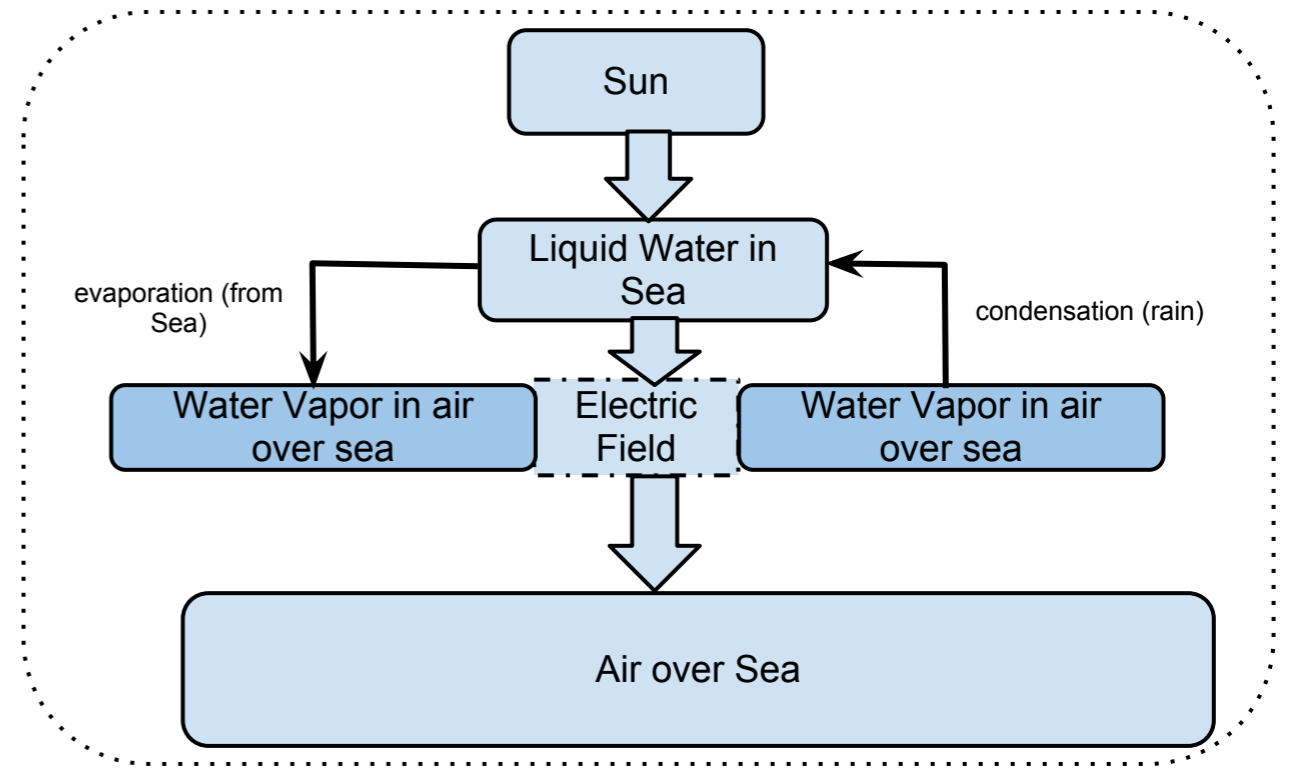 Sun
Liquid Water in
Sea
evaporation (from
Sea)
condensation (rain)
Water Vapor in air
over sea
Electric
Field
Water Vapor in air
over sea
Air over Sea